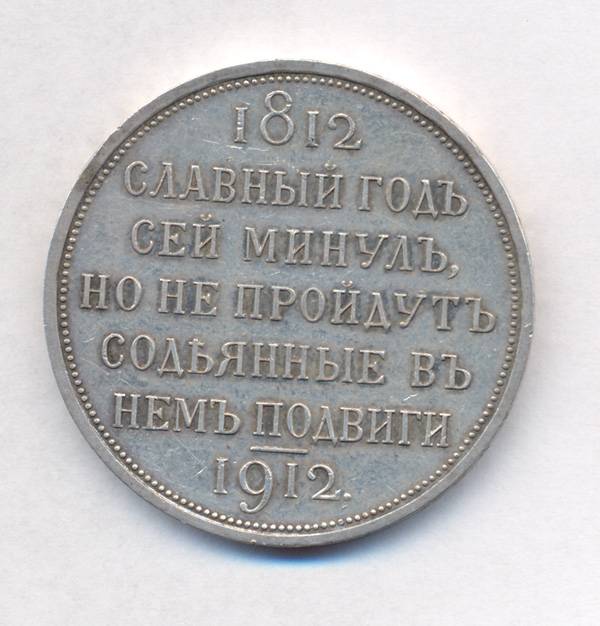 1812
СЛАВНЫЙ ГОДЪ
СЕЙ МИНУЛЪ,
НО НЕ ПРОЙДУТЪ
СОДѢЯННЫЕ ВЪ
НЕМЪ ПОДВИГИ
1912.